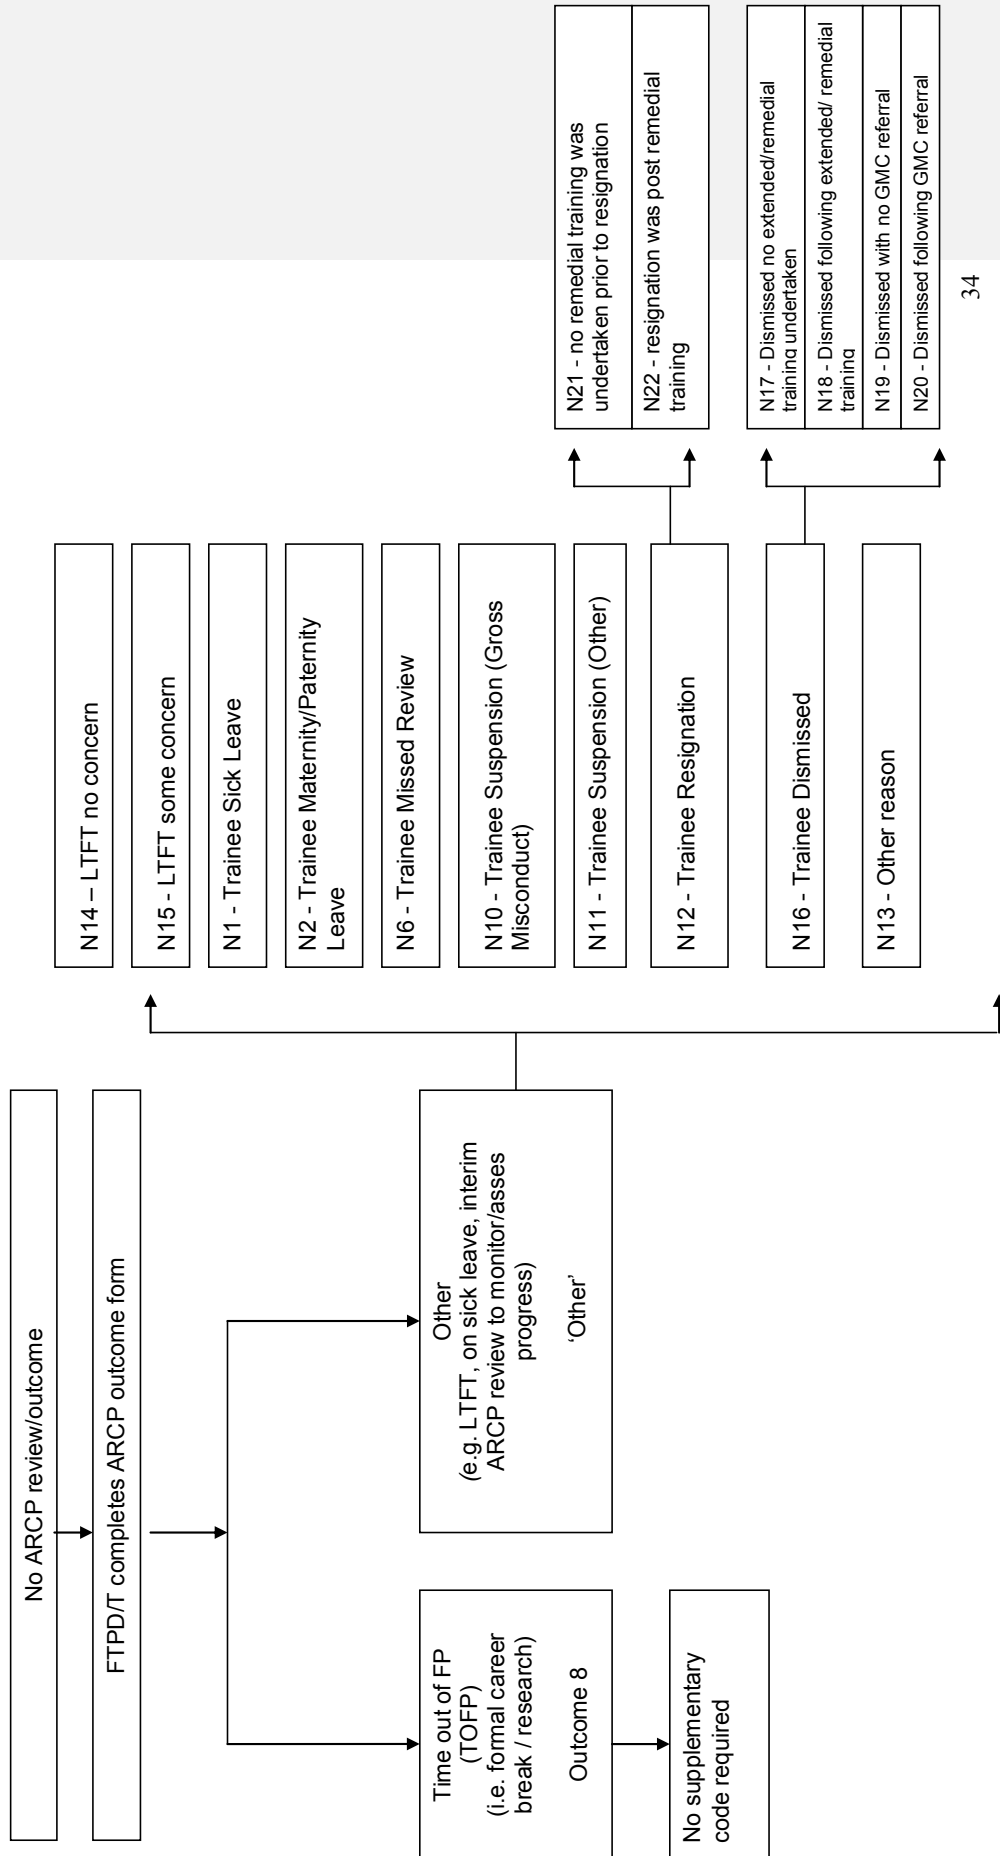 No ARCP review/outcome
FTPD/T completes ARCP outcome form
Time out of FP
(TOFP)
(i.e. formal career
break / research)
Outcome 8
No supplementary
code required
Other
(e.g. LTFT, on sick leave, interim
ARCP review to monitor/asses
progress)
‘Other’
N14 – LTFT no concern
N15 - LTFT some concern
N1 - Trainee Sick Leave
N2 - Trainee Maternity/Paternity
Leave
N6 - Trainee Missed Review
N10 - Trainee Suspension (Gross
Misconduct)
N11 - Trainee Suspension (Other)
N12 - Trainee Resignation
N16 - Trainee Dismissed
N13 - Other reason
N21 - no remedial training was
undertaken prior to resignation
N22 - resignation was post remedial
training
N17 - Dismissed no extended/remedial
training undertaken
N18 - Dismissed following extended/ remedial
training
N19 – Dismissed with no GMC referral
N20 - Dismissed following GMC referral
34